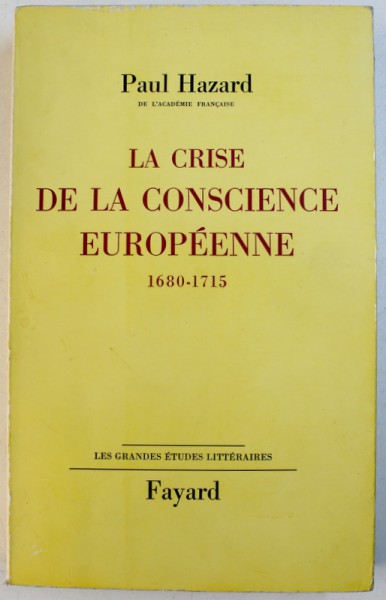 Paul Hazard
DE L'ACADÉMIE FRANÇAISE
LA CRISE
DE LA CONSCIENCE
EUROPÉENNE
1680-1715
LES GRANDES ÉTUDES LITTÉRAIRES
Fayard